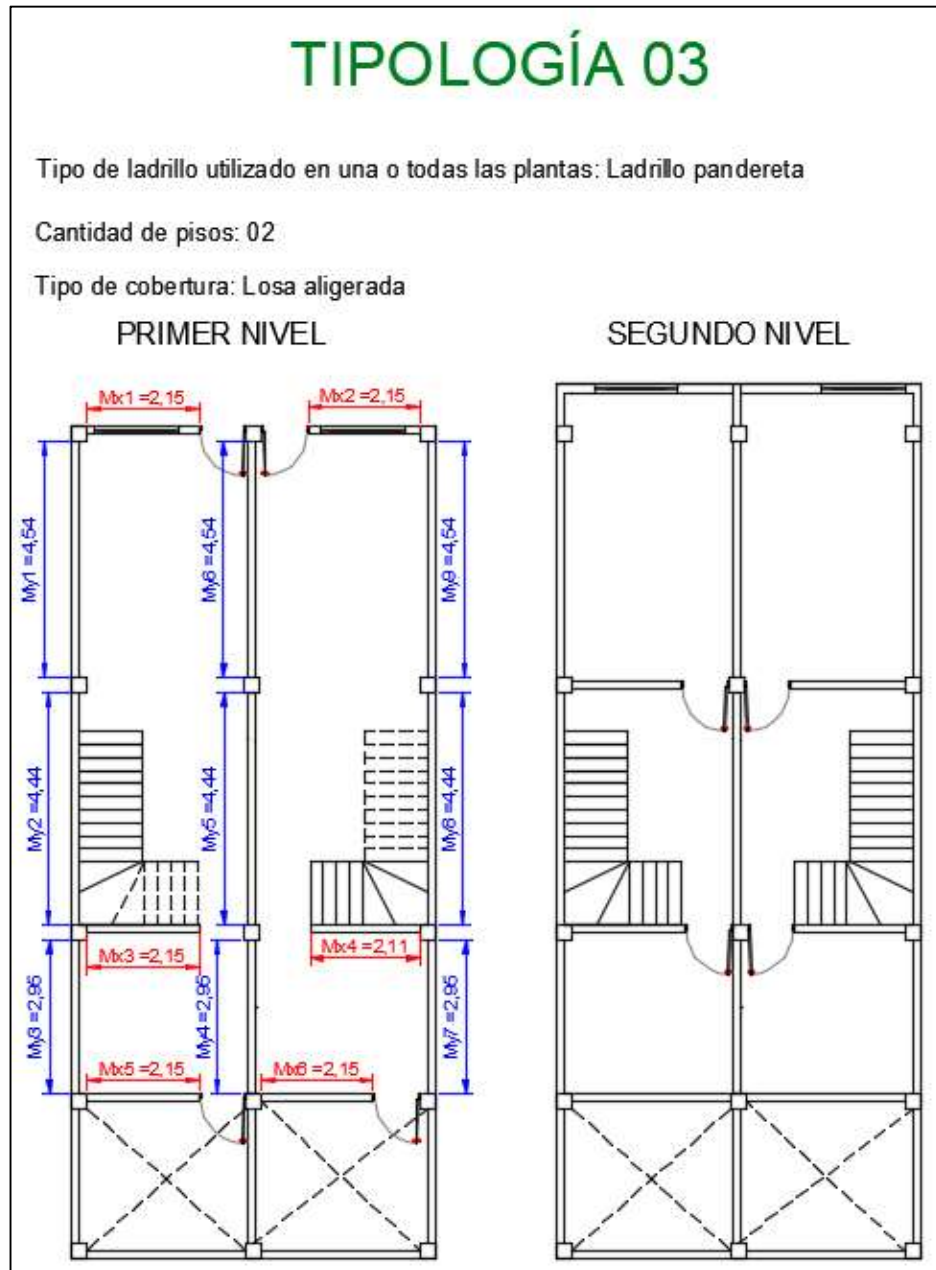 TIPOLOGÍA 03
Tipo de ladrillo utilizado en una o todas las plantas: Ladrillo pandereta
Cantidad de pisos: 02
Tipo de cobertura: Losa aligerada
PRIMER NIVEL
SEGUNDO NIVEL
Mx1 =2,15
Mx2 =2,15
My1 =4,54
My6 =4,54
My9 =4,54
My2 =4,44
My5 =4,44
My8 =4,44
Mx3 =2,15
Mx4 =2,11
My3 =2,95
My4 =2,95
My7 =2,95
Mx5 =2,15
Mx6 =2,15